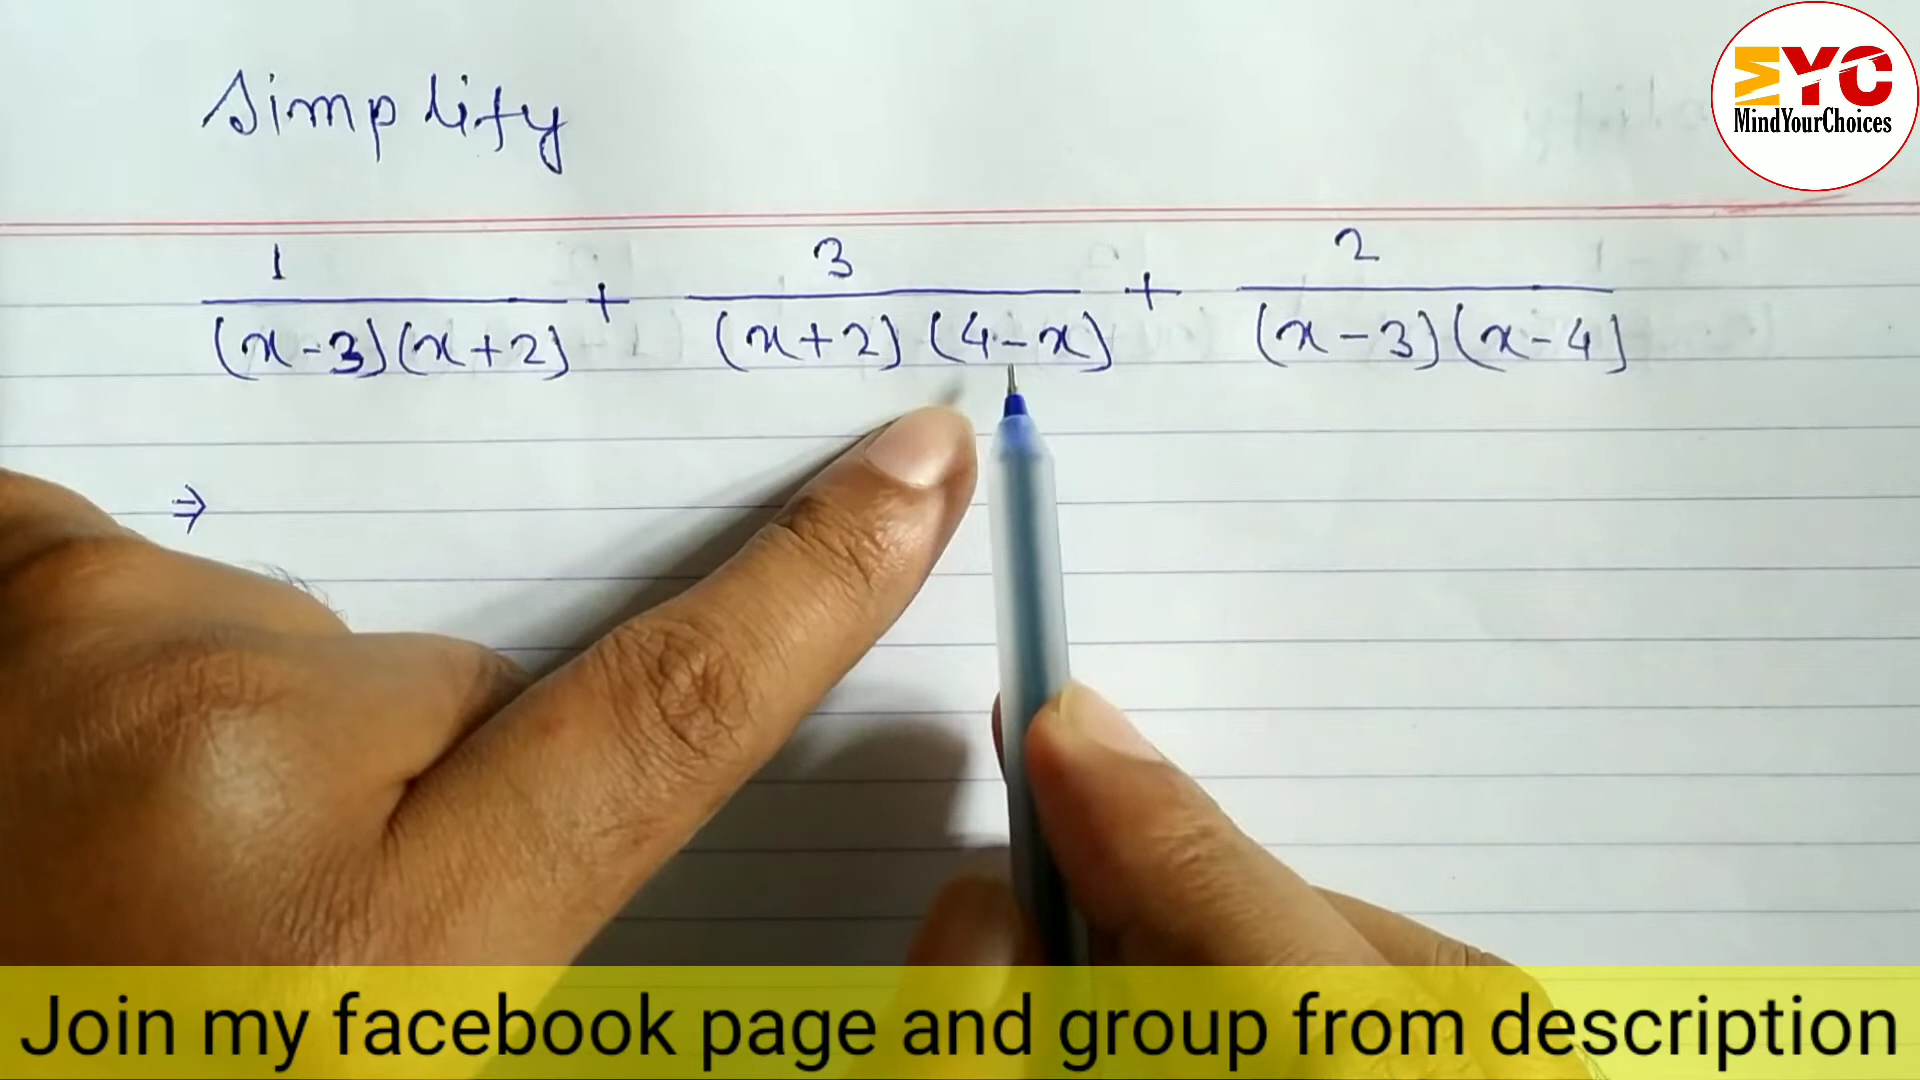 MYC
MindYourChoices
Simplify
1/((x-3)(x+2)) + 3/((x+2)(4-x)) + 2/((x-3)(x-4))
⇒
Join my facebook page and group from description